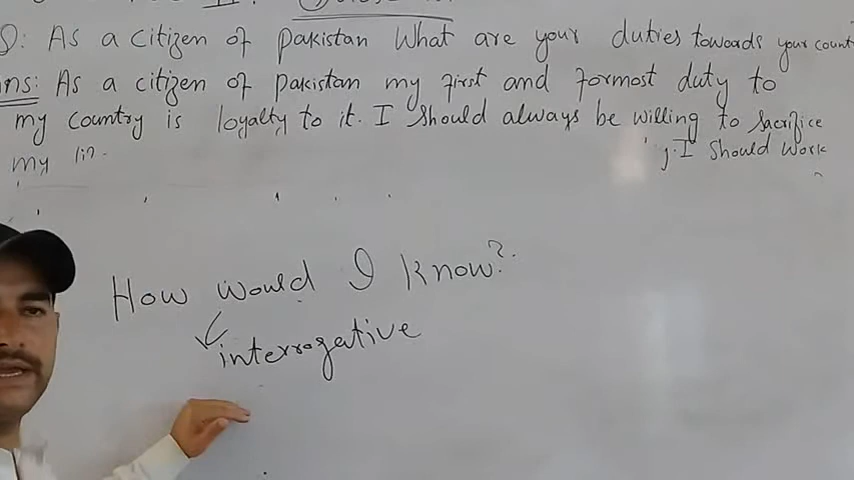 Q: As a citizen of Pakistan What are your duties towards your count
ns: As a citizen of Pakistan my first and formost duty to
my country is loyalty to it. I should always be willing to sacrifice
my
I should work
How would I know?
interrogative